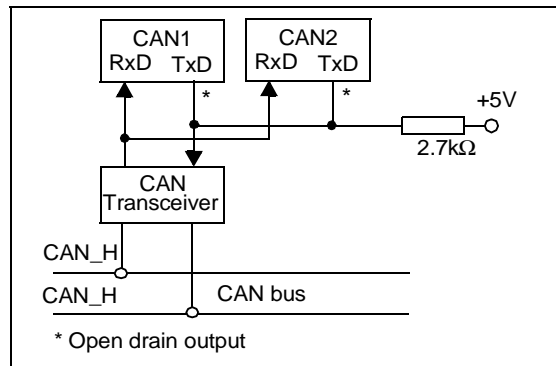 CAN1
CAN2
RxD TxD
RxD TxD
*
*
+5V
2.7kΩ
CAN
Transceiver
CAN_H
CAN_H
CAN bus
* Open drain output